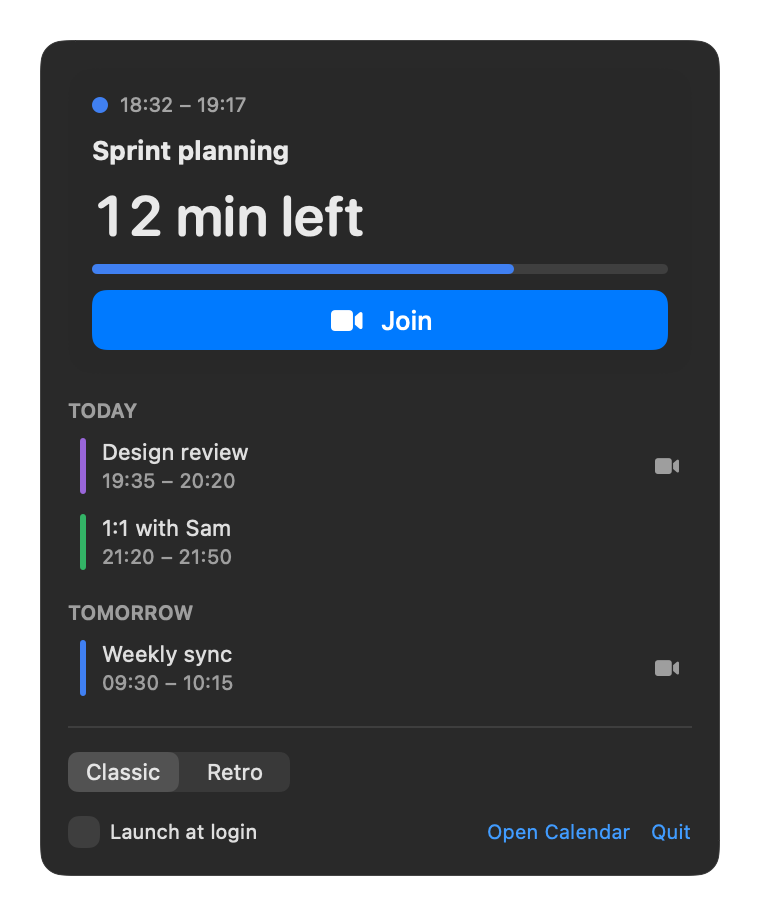 18:32 – 19:17
Sprint planning
12 min left
Join
TODAY
Design review
19:35 – 20:20
1:1 with Sam
21:20 – 21:50
TOMORROW
Weekly sync
09:30 – 10:15
Classic Retro
Launch at login Open Calendar Quit